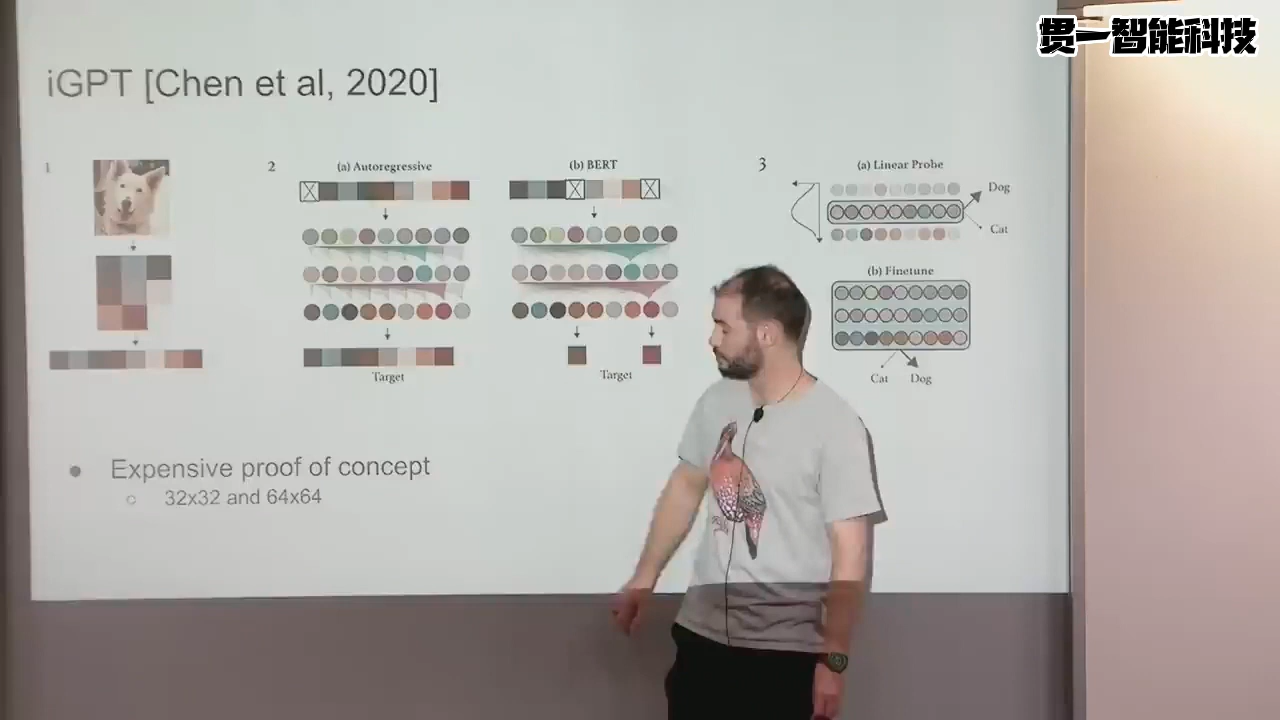 贯一智能科技
iGPT [Chen et al, 2020]
1
2
(a) Autoregressive
Target
(b) BERT
Target
3
(a) Linear Probe
Dog
Cat
(b) Finetune
Cat Dog
● Expensive proof of concept
○ 32x32 and 64x64